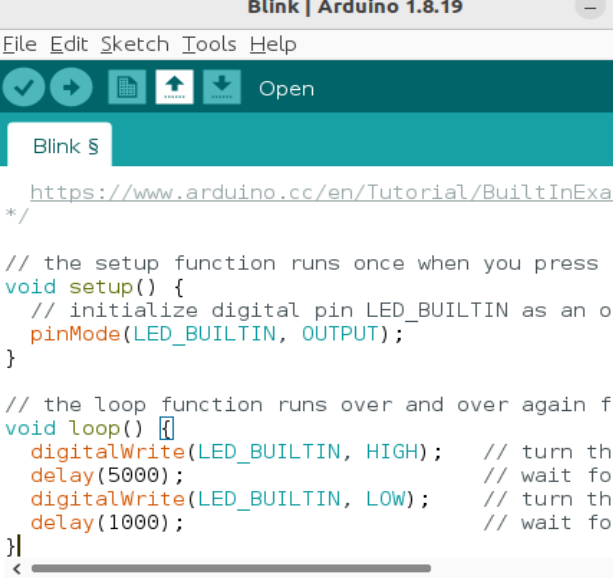 Blink | Arduino 1.8.19
File Edit Sketch Tools Help
Open
Blink §
https://www.arduino.cc/en/Tutorial/BuiltInExa
*/
// the setup function runs once when you press
void setup() {
// initialize digital pin LED_BUILTIN as an o
pinMode(LED_BUILTIN, OUTPUT);
}
// the loop function runs over and over again f
void loop() {
digitalWrite(LED_BUILTIN, HIGH); // turn th
delay(5000); // wait fo
digitalWrite(LED_BUILTIN, LOW); // turn th
delay(1000); // wait fo
}